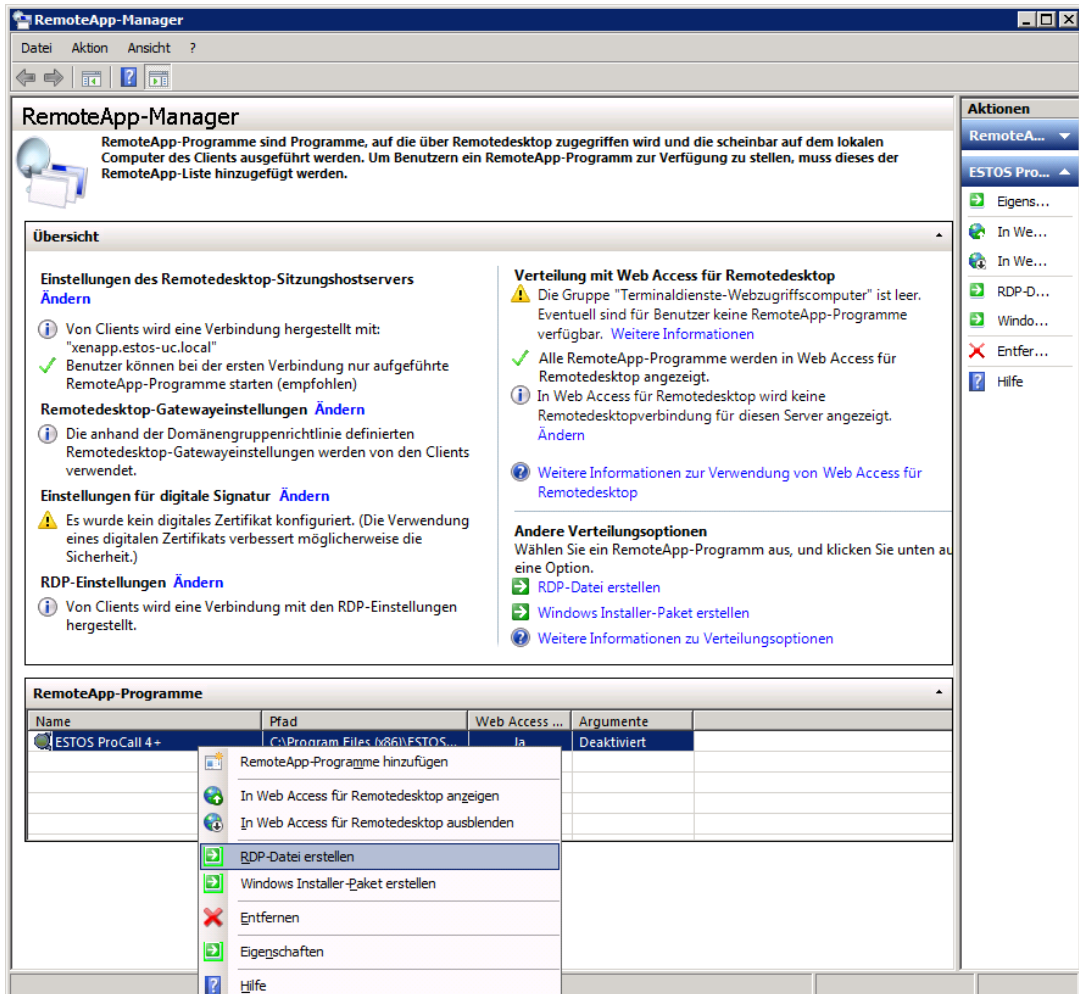 RemoteApp-Manager
Datei Aktion Ansicht ?
RemoteApp-Manager
RemoteApp-Programme sind Programme, auf die über Remotedesktop zugegriffen wird und die scheinbar auf dem lokalen
Computer des Clients ausgeführt werden. Um Benutzern ein RemoteApp-Programm zur Verfügung zu stellen, muss dieses der
RemoteApp-Liste hinzugefügt werden.
Übersicht
Einstellungen des Remotedesktop-Sitzungshostservers
Ändern
Von Clients wird eine Verbindung hergestellt mit:
"xenapp.estos-uc.local"
Benutzer können bei der ersten Verbindung nur aufgeführte
RemoteApp-Programme starten (empfohlen)
Remotedesktop-Gatewayeinstellungen Ändern
Die anhand der Domänengruppenrichtlinie definierten
Remotedesktop-Gatewayeinstellungen werden von den Clients
verwendet.
Einstellungen für digitale Signatur Ändern
Es wurde kein digitales Zertifikat konfiguriert. (Die Verwendung
eines digitalen Zertifikats verbessert möglicherweise die
Sicherheit.)
RDP-Einstellungen Ändern
Von Clients wird eine Verbindung mit den RDP-Einstellungen
hergestellt.
Verteilung mit Web Access für Remotedesktop
Die Gruppe "Terminaldienste-Webzugriffscomputer" ist leer.
Eventuell sind für Benutzer keine RemoteApp-Programme
verfügbar. Weitere Informationen
Alle RemoteApp-Programme werden in Web Access für
Remotedesktop angezeigt.
In Web Access für Remotedesktop wird keine
Remotedesktopverbindung für diesen Server angezeigt.
Ändern
Weitere Informationen zur Verwendung von Web Access für
Remotedesktop
Andere Verteilungsoptionen
Wählen Sie ein RemoteApp-Programm aus, und klicken Sie unten au
eine Option.
RDP-Datei erstellen
Windows Installer-Paket erstellen
Weitere Informationen zu Verteilungsoptionen
RemoteApp-Programme
Name Pfad Web Access ... Argumente
ESTOS ProCall 4+ C:\Program Files (x86)\ESTOS... Ja Deaktiviert
RemoteApp-Programme hinzufügen
In Web Access für Remotedesktop anzeigen
In Web Access für Remotedesktop ausblenden
RDP-Datei erstellen
Windows Installer-Paket erstellen
Entfernen
Eigenschaften
Hilfe
Aktionen
RemoteA...
ESTOS Pro...
Eigens...
In We...
In We...
RDP-D...
Windo...
Entfer...
Hilfe